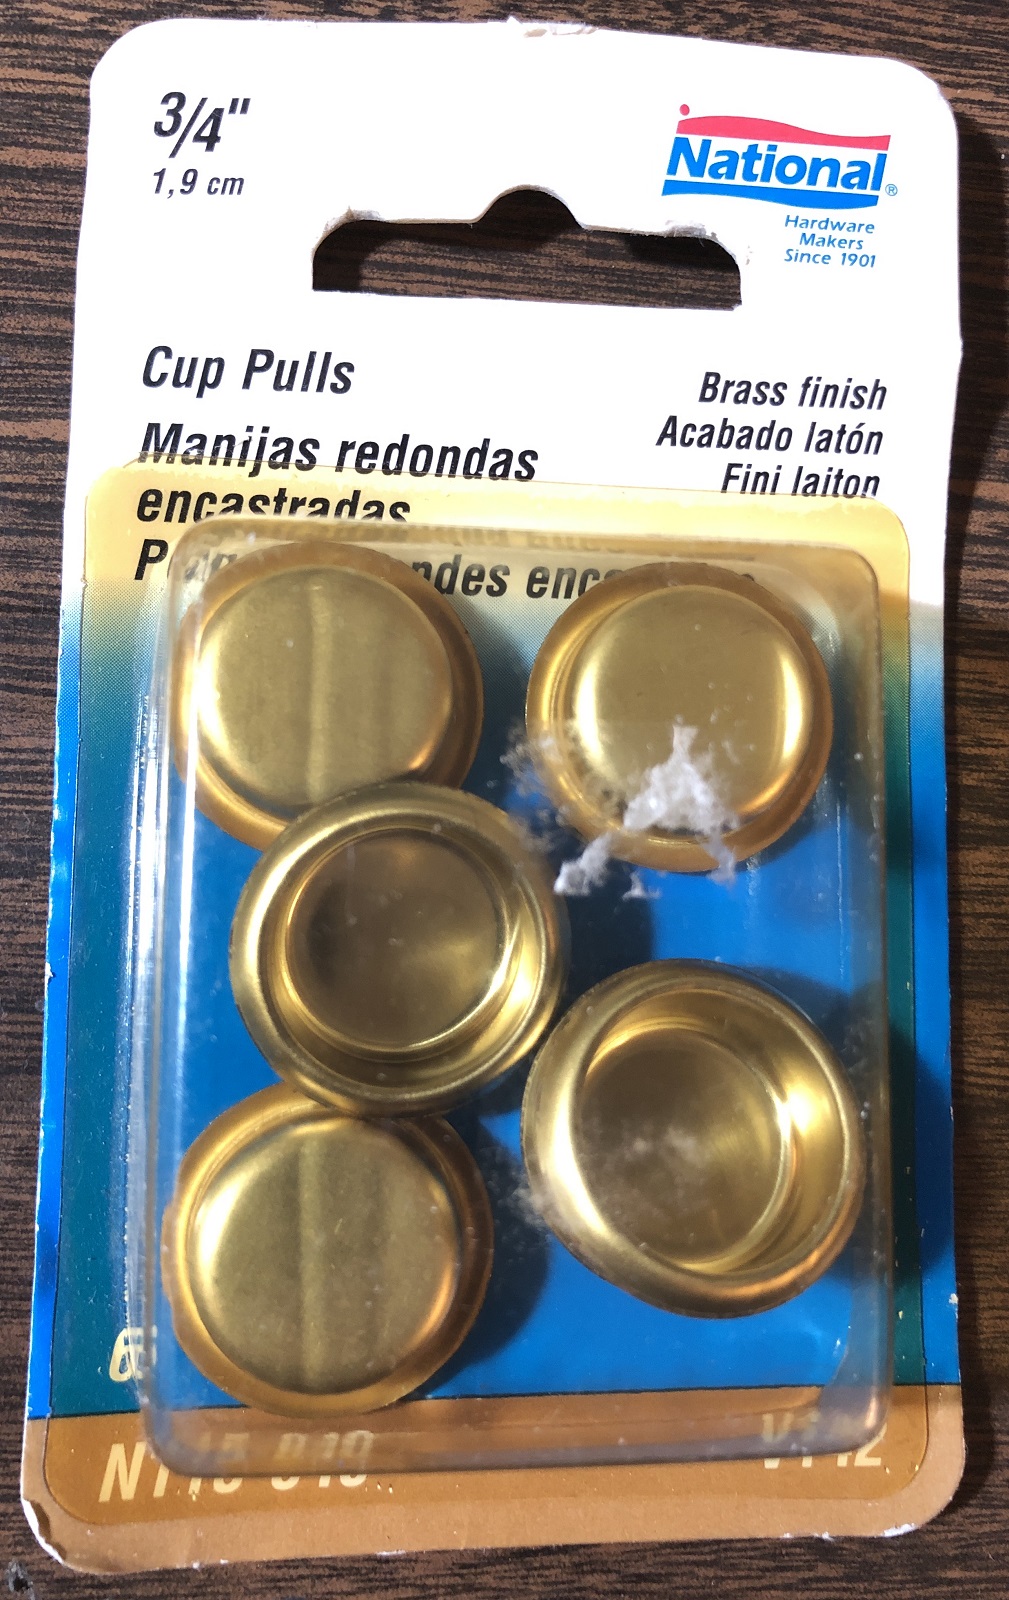 3/4"
1,9 cm
National®
Hardware
Makers
Since 1901
Cup Pulls
Manijas redondas
encastradas
Brass finish
Acabado latón
Fini laiton
V142